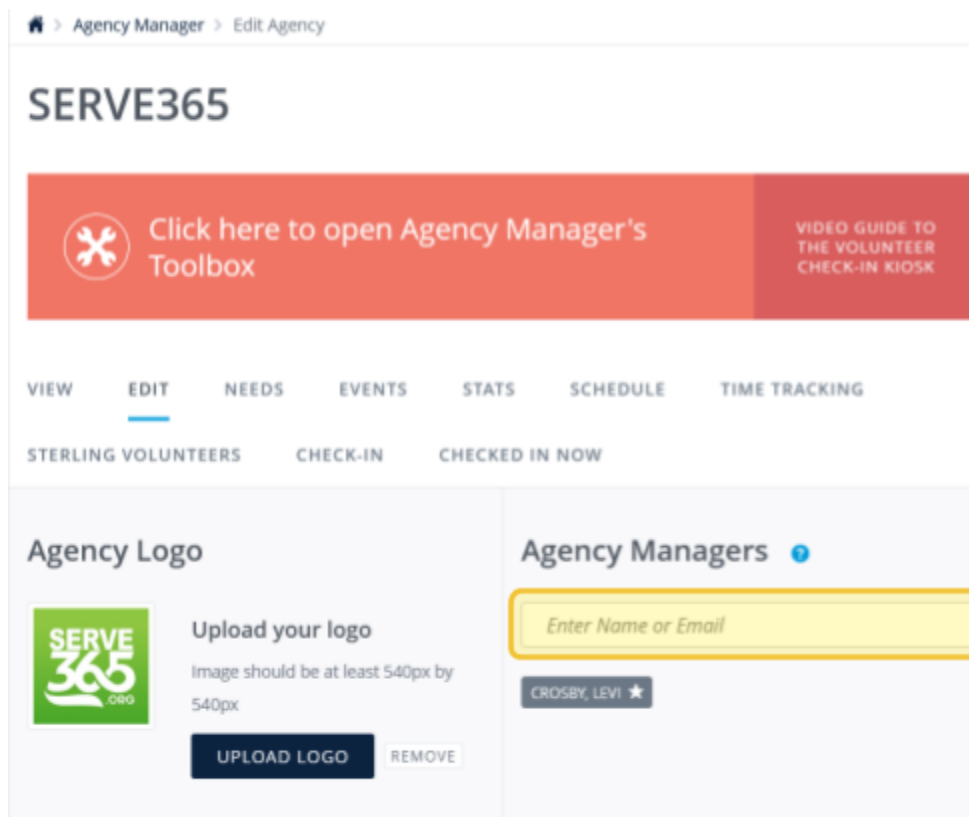 Agency Manager > Edit Agency
SERVE365
Click here to open Agency Manager's
Toolbox
VIDEO GUIDE TO
THE VOLUNTEER
CHECK-IN KIOSK
VIEW EDIT NEEDS EVENTS STATS SCHEDULE TIME TRACKING
STERLING VOLUNTEERS CHECK-IN CHECKED IN NOW
Agency Logo
SERVE
365
.ORG
Upload your logo
Image should be at least 540px by
540px
UPLOAD LOGO REMOVE
Agency Managers ?
Enter Name or Email
CROSBY, LEVI ★